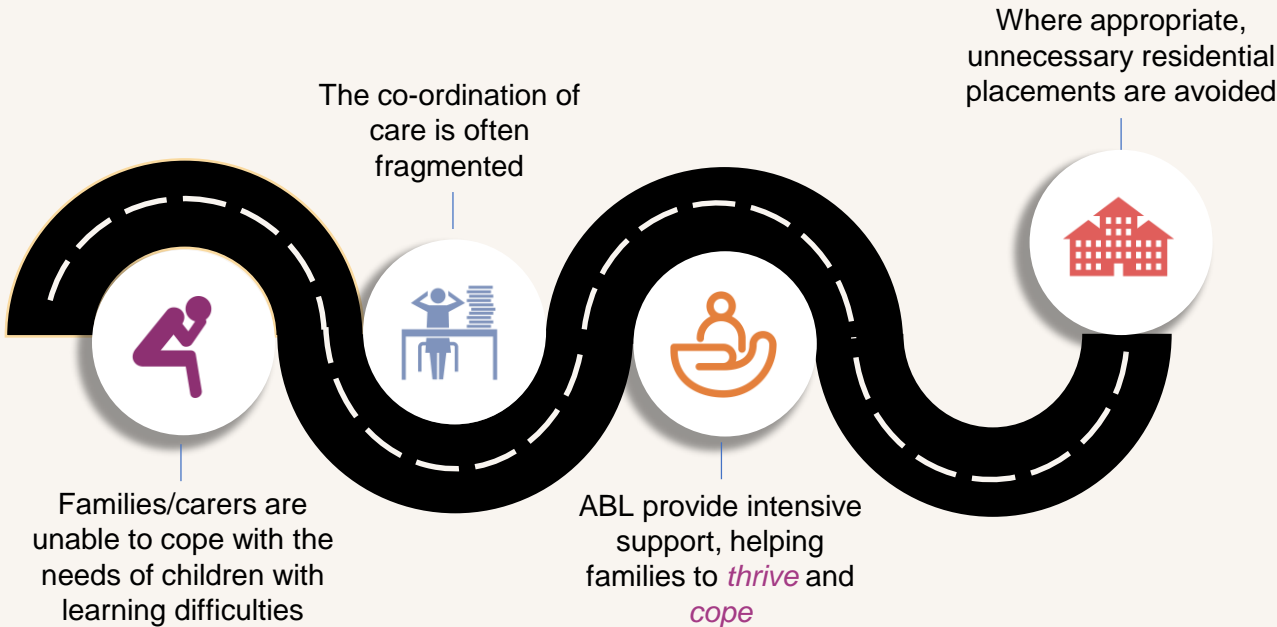 Families/carers are
unable to cope with the
needs of children with
learning difficulties
The co-ordination of
care is often
fragmented
ABL provide intensive
support, helping
families to thrive and
cope
Where appropriate,
unnecessary residential
placements are avoided